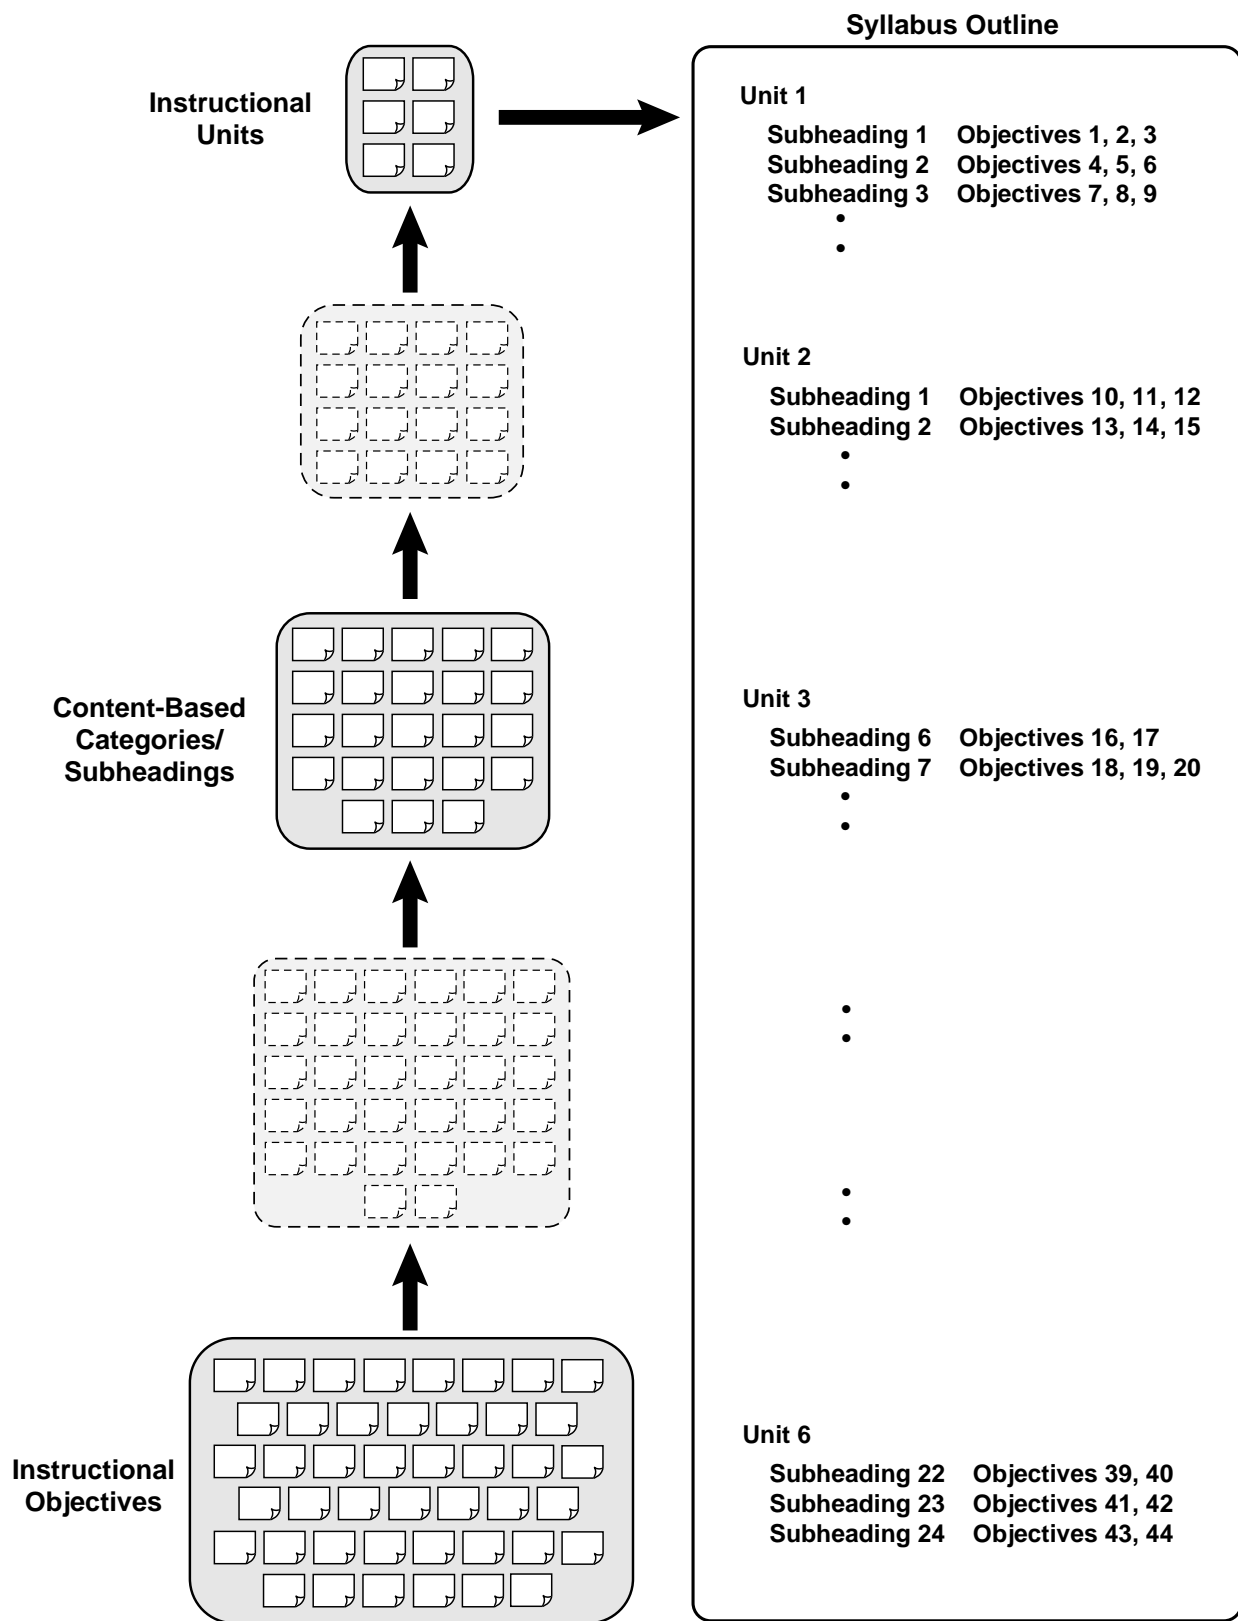 Syllabus Outline
Instructional
Units
Unit 1
Subheading 1 Objectives 1, 2, 3
Subheading 2 Objectives 4, 5, 6
Subheading 3 Objectives 7, 8, 9
•
•
Unit 2
Subheading 1 Objectives 10, 11, 12
Subheading 2 Objectives 13, 14, 15
•
•
Content-Based
Categories/
Subheadings
Unit 3
Subheading 6 Objectives 16, 17
Subheading 7 Objectives 18, 19, 20
•
•
•
•
•
•
Instructional
Objectives
Unit 6
Subheading 22 Objectives 39, 40
Subheading 23 Objectives 41, 42
Subheading 24 Objectives 43, 44